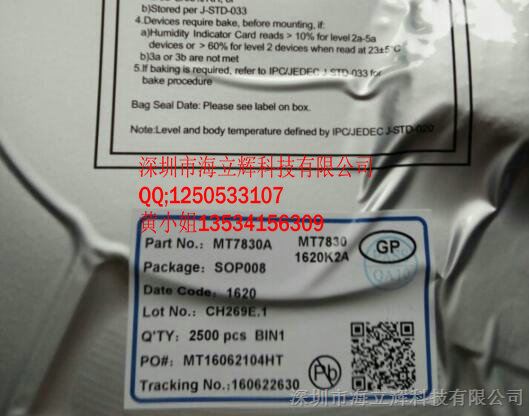 b)Stored per J-STD-033
4.Devices require bake, before mounting, if:
a)Humidity Indicator Card reads > 10% for level 2a-5a
devices or > 60% for level 2 devices when read at 23±5℃
b)3a or 3b are not met
5.If baking is required, refer to IPC/JEDEC J-STD-033 for
bake procedure
Bag Seal Date: Please see label on box.
Note:Level and body temperature defined by IPC/JEDEC J-STD-020
深圳市海立辉科技有限公司
QQ;1250533107
黄小姐13534156309
Part No.: MT7830A
MT7830
1620K2A
GP
Package: SOP008
QA10
Date Code: 1620
Lot No.: CH269E.1
Q'TY: 2500 pcs BIN1
PO#: MT16062104HT
Pb
Tracking No.:160622630
深圳市海立辉科技有限公司